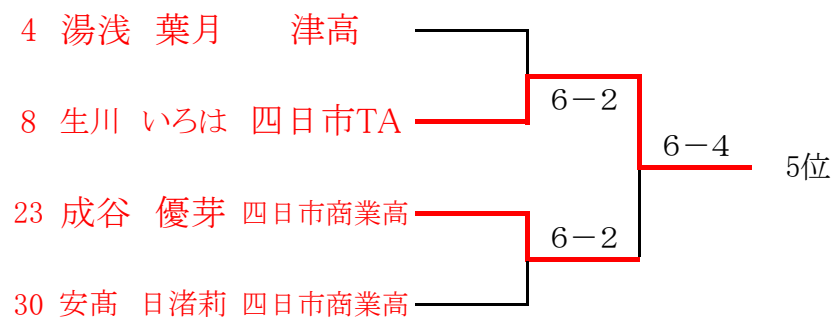 4 湯浅 葉月 津高
8 生川 いろは 四日市TA
6－2
6－4
5位
23 成谷 優芽 四日市商業高
6－2
30 安髙 日渚莉 四日市商業高